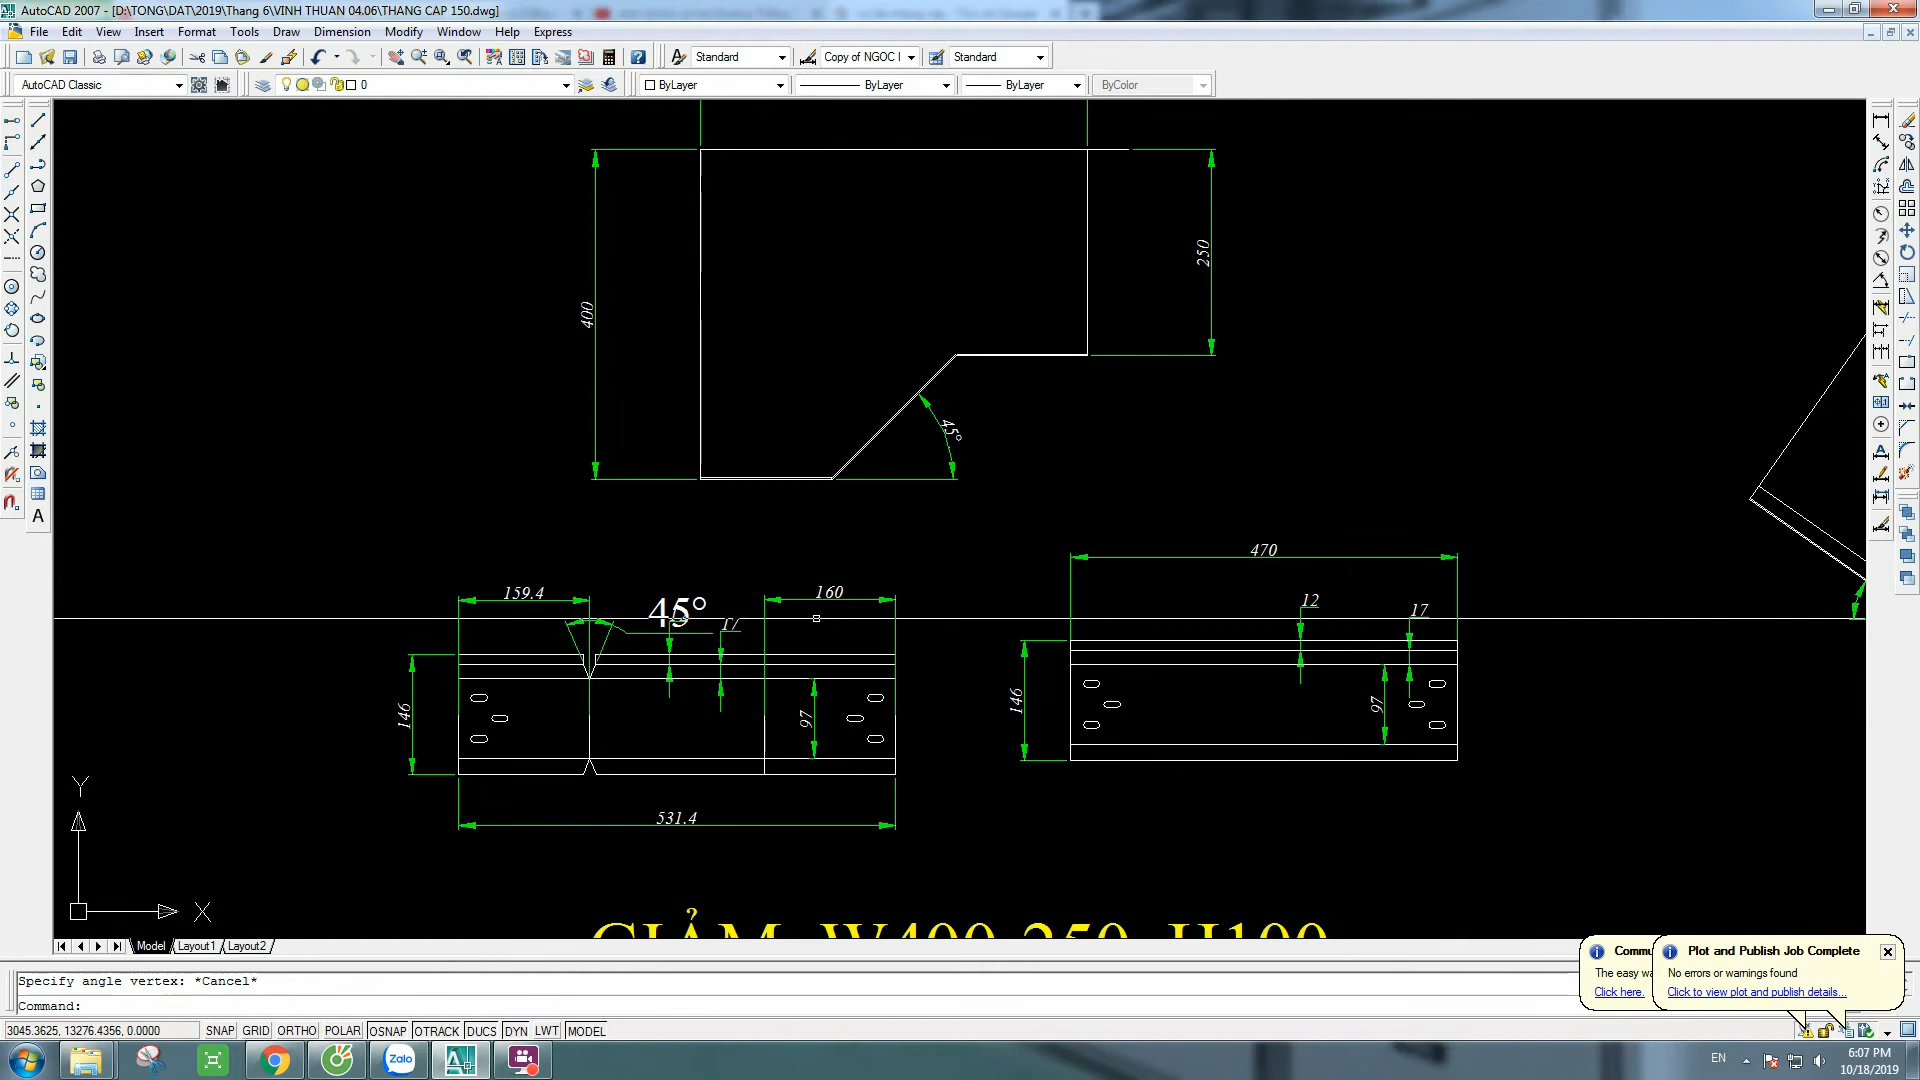 AutoCAD 2007 - [D:\TONG\DAT\2019\Thang 6\VINH THUAN 04.06\THANG CAP 150.dwg]
File Edit View Insert Format Tools Draw Dimension Modify Window Help Express
Standard Copy of NGOC Standard
AutoCAD Classic 0 ByLayer ByLayer ByLayer ByColor
400
250
45°
470
159.4
45°
17
160
12
17
146
97
146
97
531.4
Y
X
GIẢM W400-250 H100
Model Layout1 Layout2
Specify angle vertex: *Cancel*
Command:
Plot and Publish Job Complete
The easy
No errors or warnings found
Click here.
Click to view plot and publish details...
3045.3625, 13276.4356, 0.0000 SNAP GRID ORTHO POLAR OSNAP OTRACK DUCS DYN LWT MODEL
Zalo
EN
6:07 PM
10/18/2019